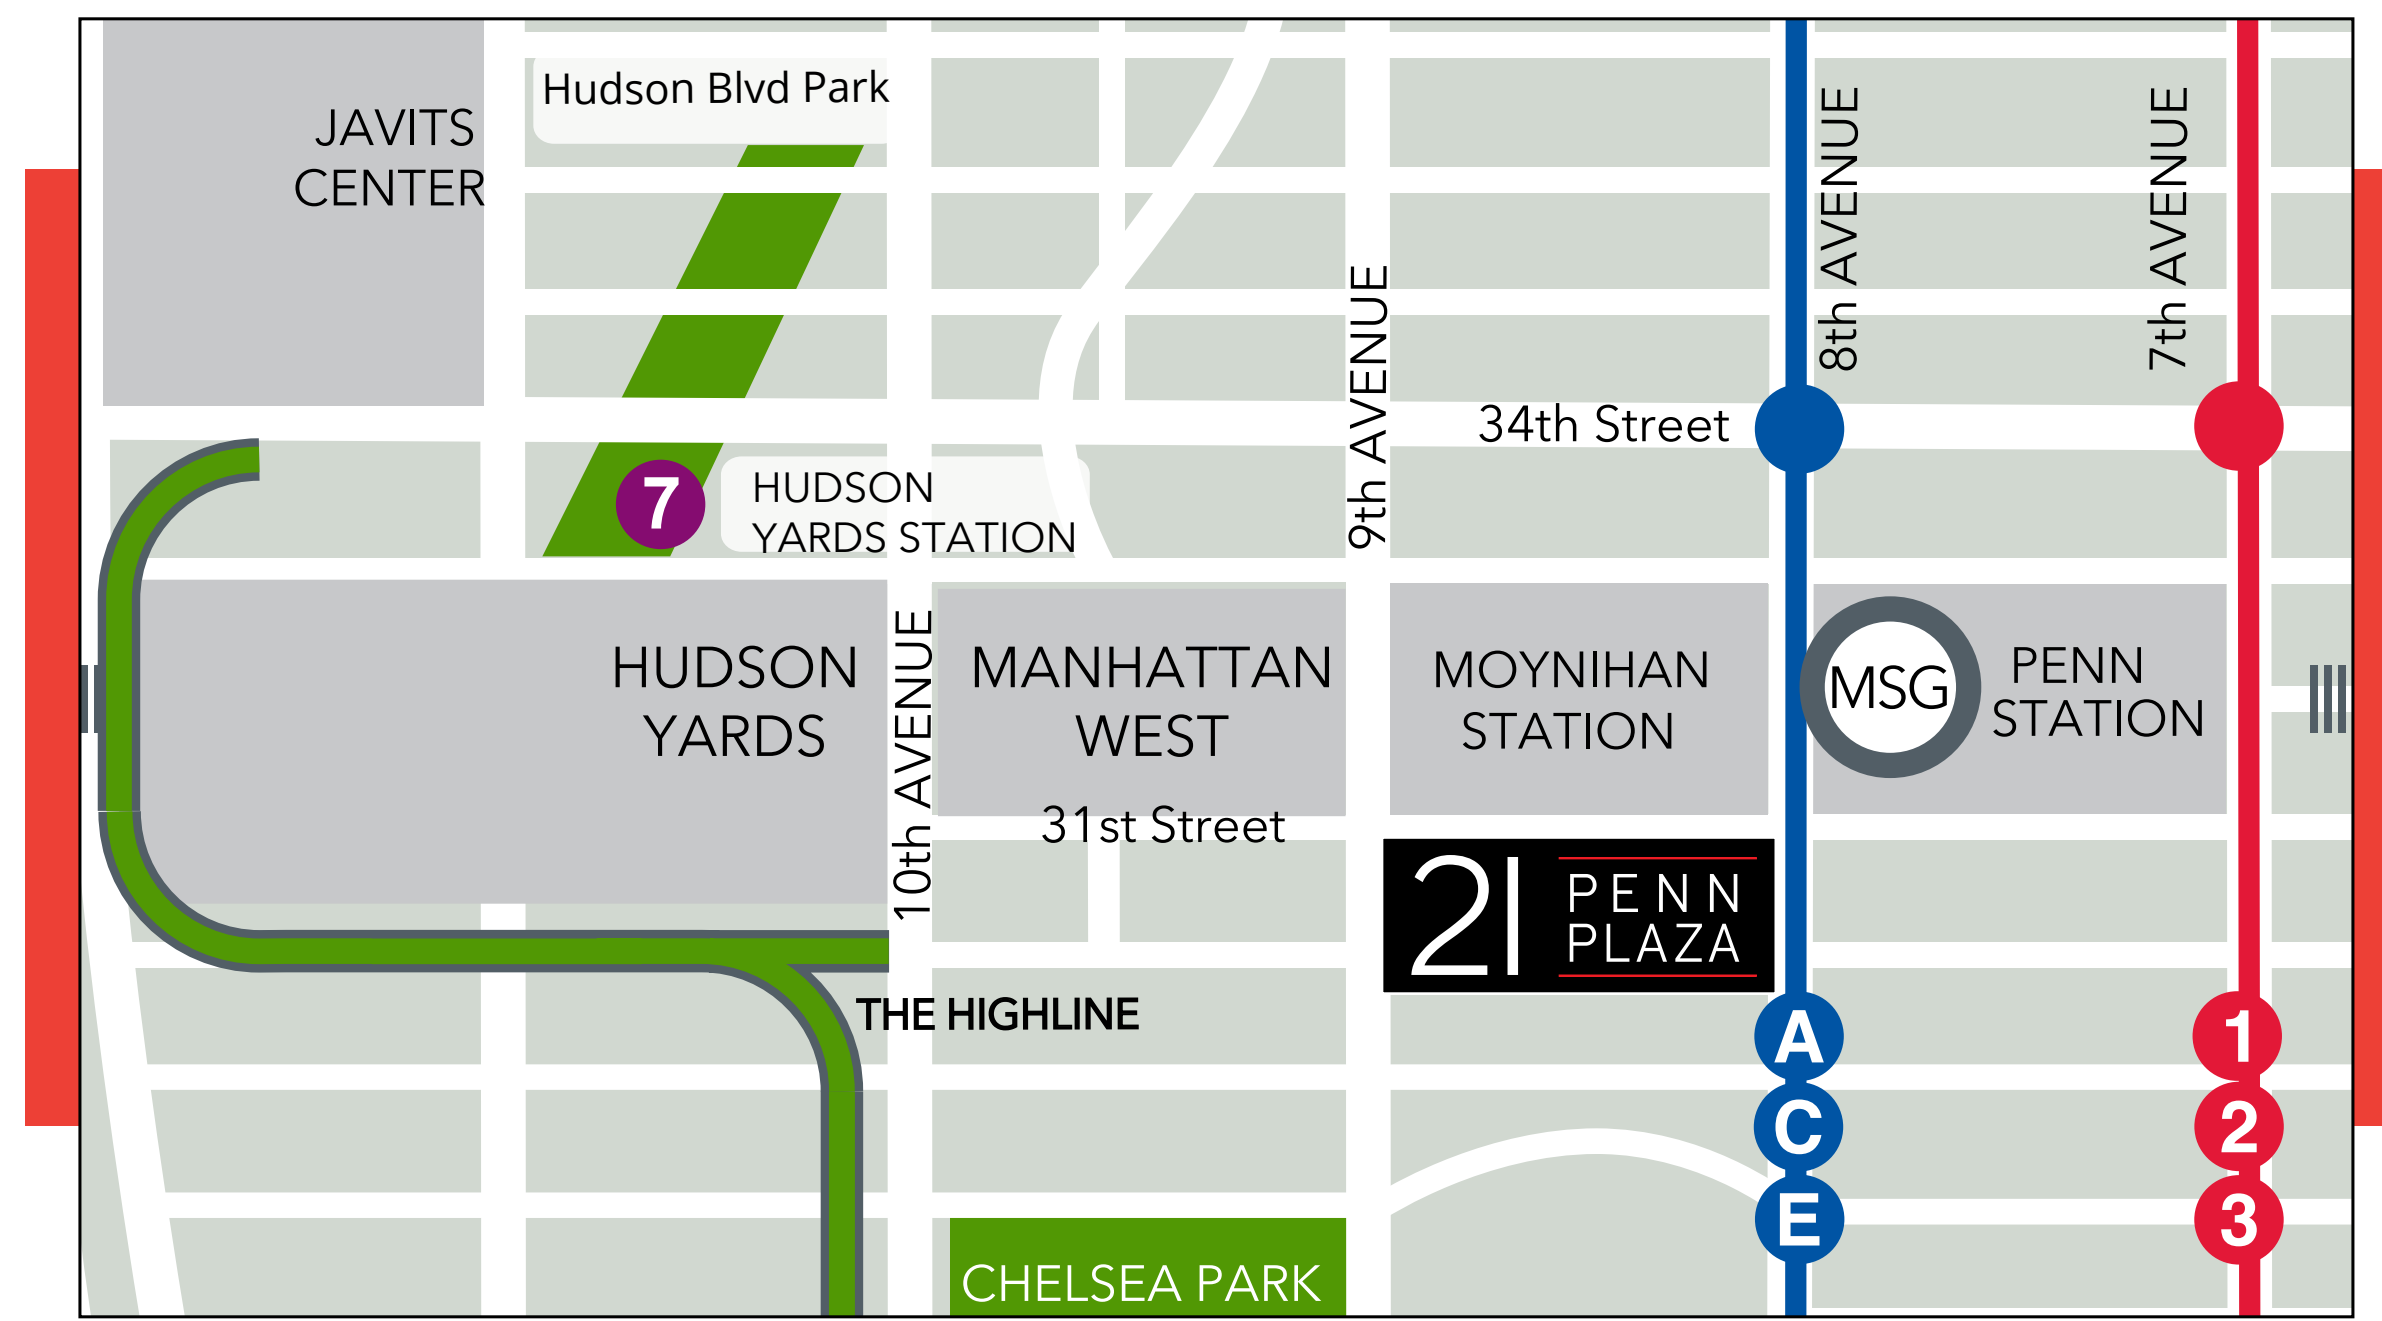 Hudson Blvd Park
JAVITS
CENTER
8th AVENUE
7th AVENUE
9th AVENUE
34th Street
7
HUDSON
YARDS STATION
HUDSON
YARDS
10th AVENUE
MANHATTAN
WEST
MOYNIHAN
STATION
MSG
PENN
STATION
31st Street
21
PENN
PLAZA
THE HIGHLINE
A
C
E
1
2
3
CHELSEA PARK